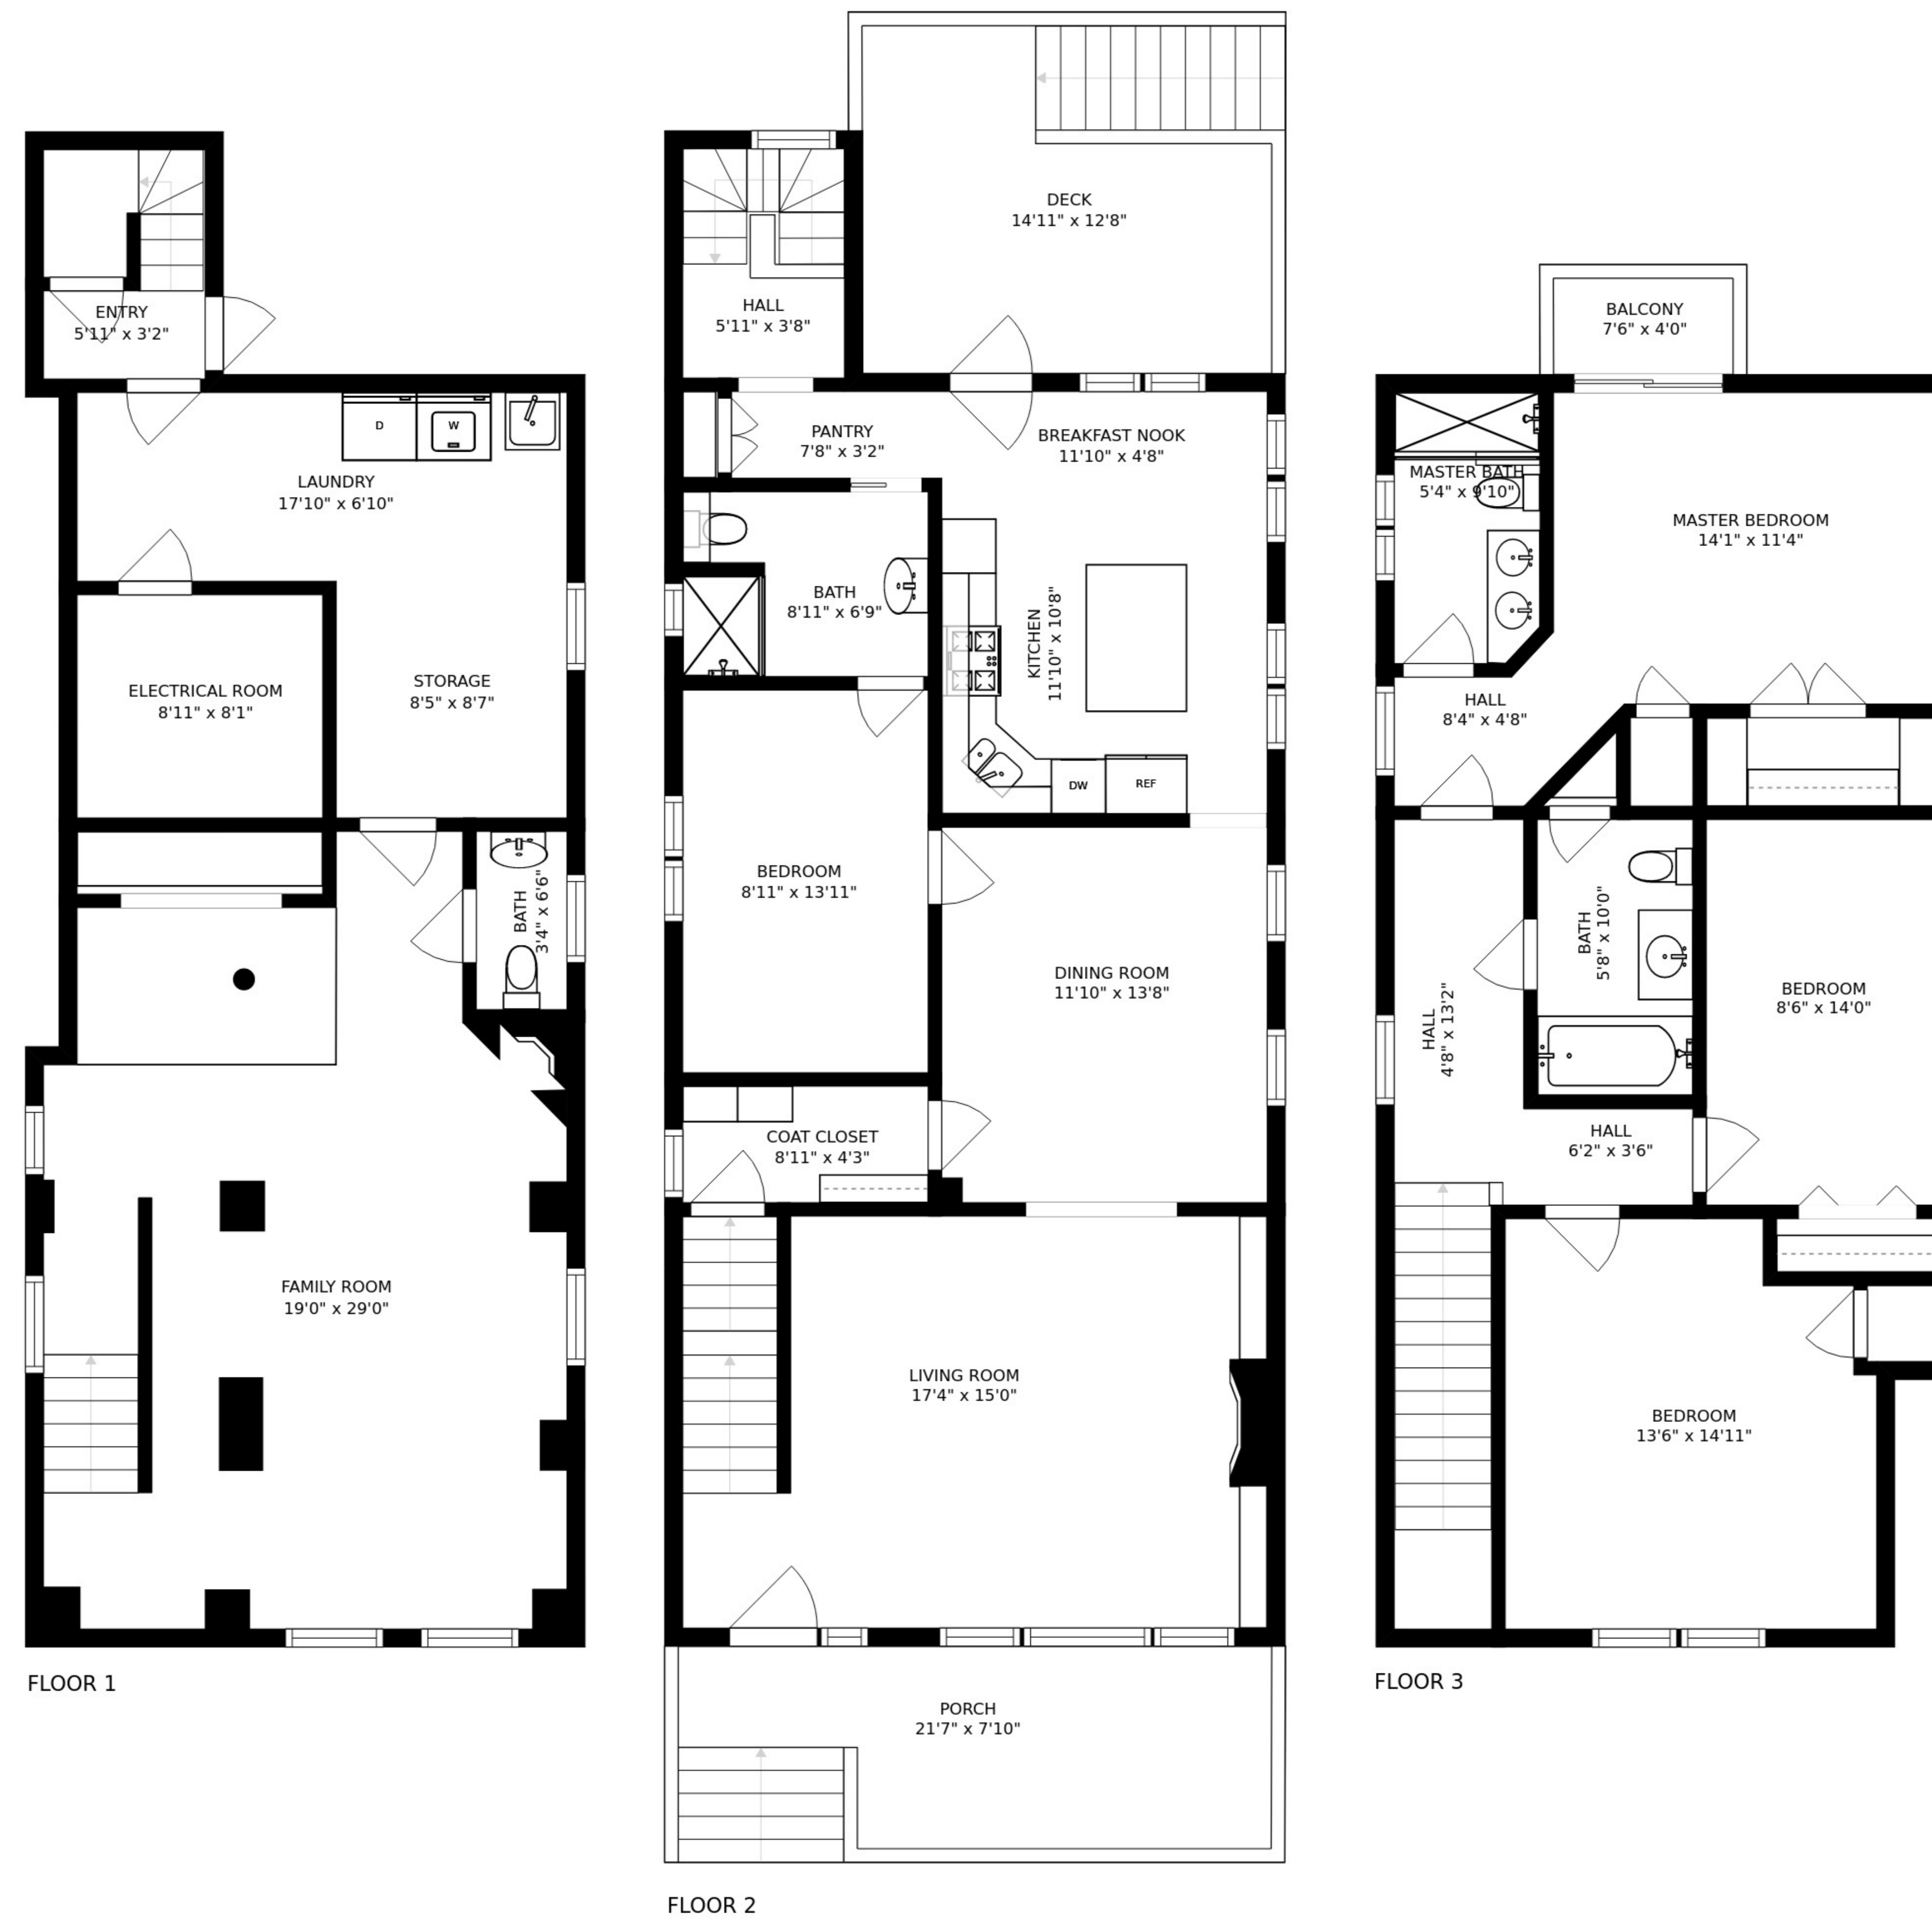 ENTRY
5'11" x 3'2"
D
W
LAUNDRY
17'10" x 6'10"
ELECTRICAL ROOM
8'11" x 8'1"
STORAGE
8'5" x 8'7"
BATH
3'4" x 6'6"
FAMILY ROOM
19'0" x 29'0"
FLOOR 1
DECK
14'11" x 12'8"
HALL
5'11" x 3'8"
PANTRY
7'8" x 3'2"
BREAKFAST NOOK
11'10" x 4'8"
BATH
8'11" x 6'9"
KITCHEN
11'10" x 10'8"
DW
REF
BEDROOM
8'11" x 13'11"
DINING ROOM
11'10" x 13'8"
COAT CLOSET
8'11" x 4'3"
LIVING ROOM
17'4" x 15'0"
PORCH
21'7" x 7'10"
FLOOR 2
BALCONY
7'6" x 4'0"
MASTER BATH
5'4" x 9'10"
MASTER BEDROOM
14'1" x 11'4"
HALL
8'4" x 4'8"
BATH
5'8" x 10'0"
BEDROOM
8'6" x 14'0"
HALL
4'8" x 13'2"
HALL
6'2" x 3'6"
BEDROOM
13'6" x 14'11"
FLOOR 3